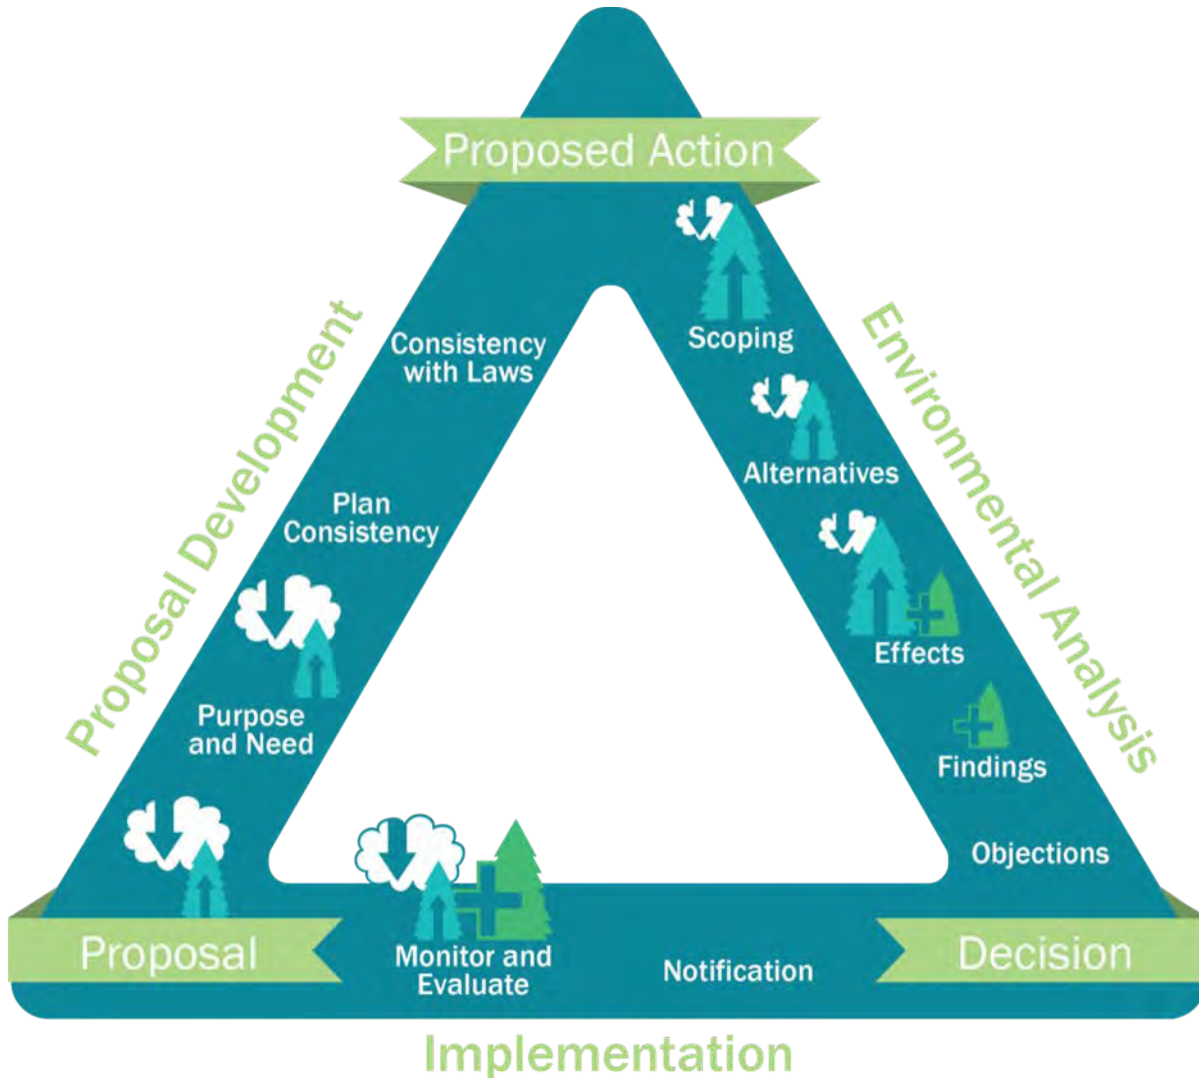 Proposed Action
Scoping
Consistency
with Laws
Alternatives
Plan
Consistency
Effects
Purpose
and Need
Findings
Objections
Proposal
Monitor and
Evaluate
Notification
Decision
Proposal Development
Environmental Analysis
Implementation